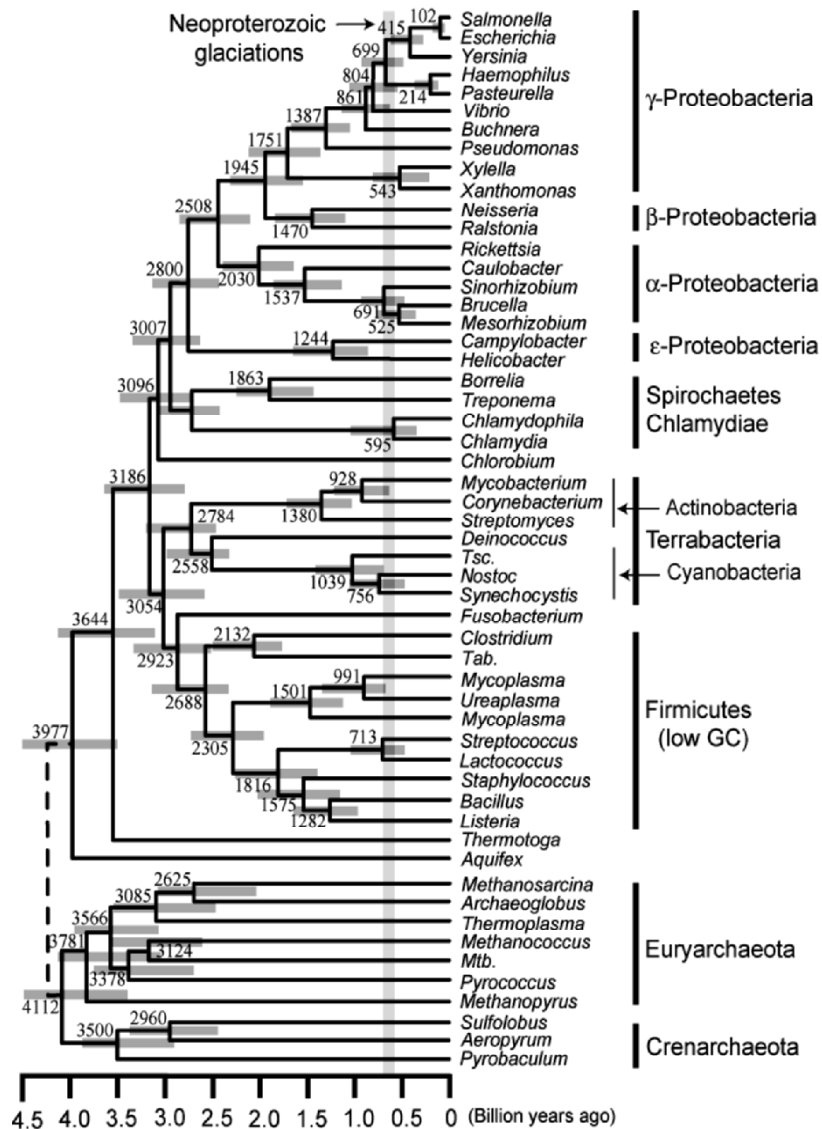 Neoproterozoic
glaciations
102
415
699
804
861
214
1387
1751
1945
543
2508
1470
2030
1537
691
525
2800
1244
3007
3096
1863
595
3186
928
1380
2784
2558
1039
756
3054
3644
2923
2132
2688
991
1501
2305
713
1816
1575
1282
3977
2625
3085
3566
3781
3124
3378
4112
2960
3500
Salmonella
Escherichia
Yersinia
Haemophilus
Pasteurella
Vibrio
Buchnera
Pseudomonas
Xylella
Xanthomonas
Neisseria
Ralstonia
Rickettsia
Caulobacter
Sinorhizobium
Brucella
Mesorhizobium
Campylobacter
Helicobacter
Borrelia
Treponema
Chlamydophila
Chlamydia
Chlorobium
Mycobacterium
Corynebacterium
Streptomyces
Deinococcus
Tsc.
Nostoc
Synechocystis
Fusobacterium
Clostridium
Tab.
Mycoplasma
Ureaplasma
Mycoplasma
Streptococcus
Lactococcus
Staphylococcus
Bacillus
Listeria
Thermotoga
Aquifex
Methanosarcina
Archaeoglobus
Thermoplasma
Methanococcus
Mtb.
Pyrococcus
Methanopyrus
Sulfolobus
Aeropyrum
Pyrobaculum
γ-Proteobacteria
β-Proteobacteria
α-Proteobacteria
ε-Proteobacteria
Spirochaetes
Chlamydiae
Actinobacteria
Terrabacteria
Cyanobacteria
Firmicutes
(low GC)
Euryarchaeota
Crenarchaeota
4.5 4.0 3.5 3.0 2.5 2.0 1.5 1.0 0.5 0 (Billion years ago)